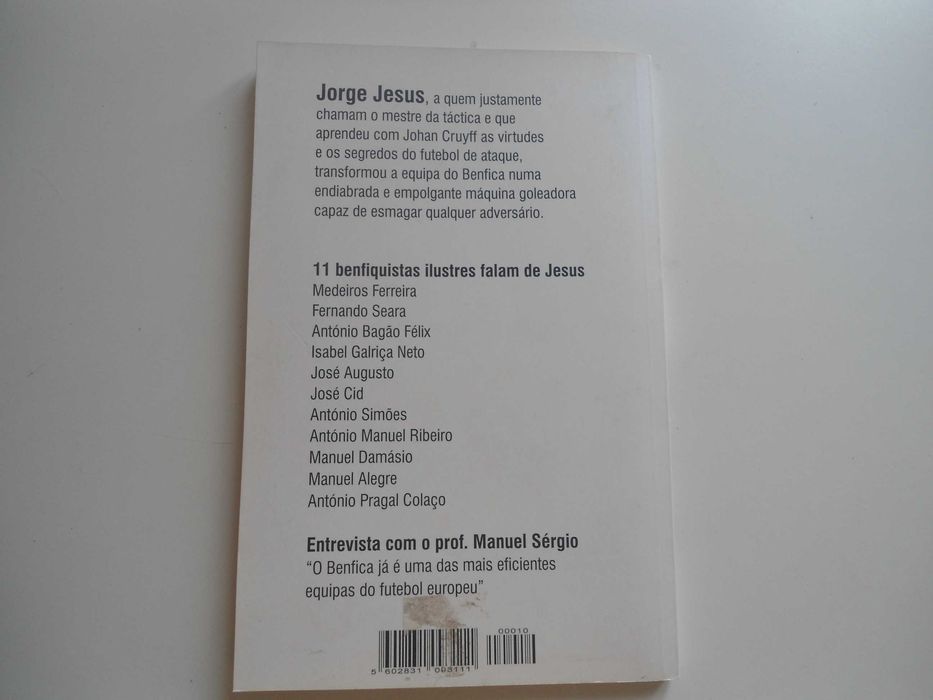 Jorge Jesus, a quem justamente
chamam o mestre da táctica e que
aprendeu com Johan Cruyff as virtudes
e os segredos do futebol de ataque,
transformou a equipa do Benfica numa
endiabrada e empolgante máquina goleadora
capaz de esmagar qualquer adversário.
11 benfiquistas ilustres falam de Jesus
Medeiros Ferreira
Fernando Seara
António Bagão Félix
Isabel Galriça Neto
José Augusto
José Cid
António Simões
António Manuel Ribeiro
Manuel Damásio
Manuel Alegre
António Pragal Colaço
Entrevista com o prof. Manuel Sérgio
“O Benfica já é uma das mais eficientes
equipas do futebol europeu”
00010
5 602831 093111